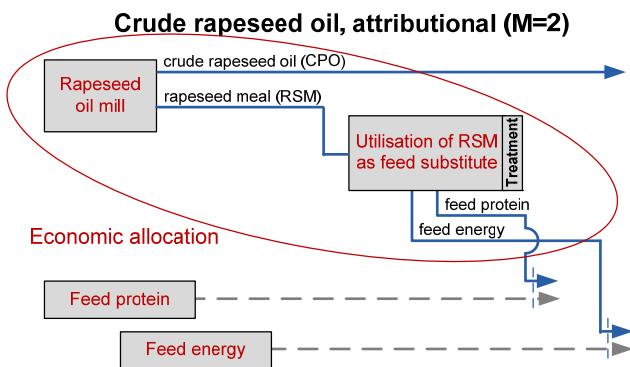 Crude rapeseed oil, attributional (M=2)
crude rapeseed oil (CPO)
Rapeseed
oil mill
rapeseed meal (RSM)
Utilisation of RSM
as feed substitute
Treatment
feed protein
feed energy
Economic allocation
Feed protein
Feed energy